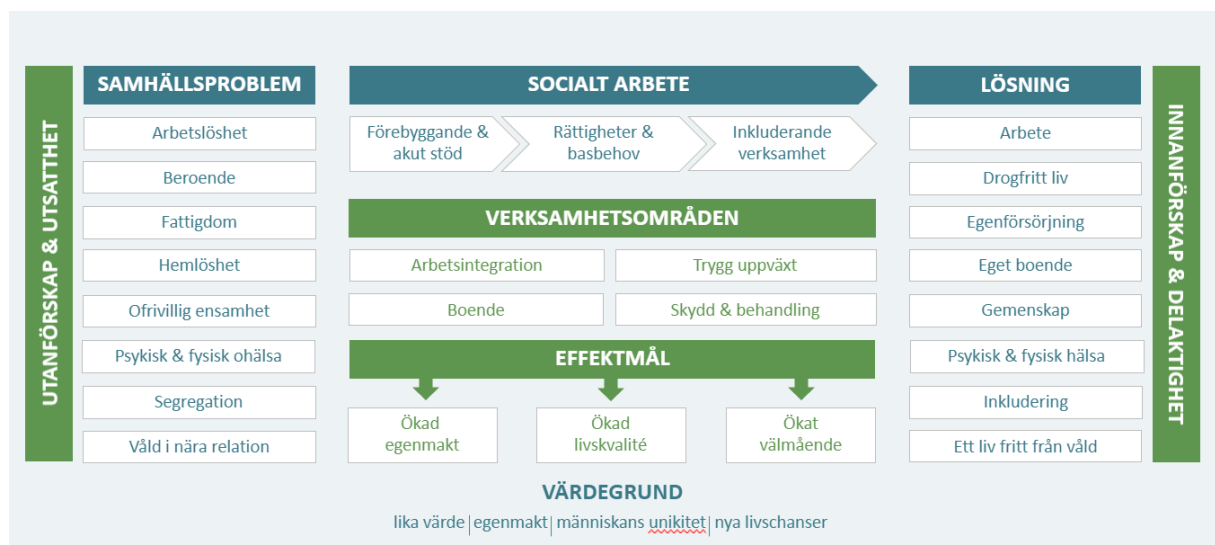 UTANFÖRSKAP & UTSATTHET
SAMHÄLLSPROBLEM
Arbetslöshet
Beroende
Fattigdom
Hemlöshet
Ofrivillig ensamhet
Psykisk & fysisk ohälsa
Segregation
Våld i nära relation
SOCIALT ARBETE
Förebyggande &
akut stöd
Rättigheter &
basbehov
Inkluderande
verksamhet
VERKSAMHETSOMRÅDEN
Arbetsintegration
Trygg uppväxt
Boende
Skydd & behandling
EFFEKTMÅL
Ökad
egenmakt
Ökad
livskvalité
Ökat
välmående
LÖSNING
Arbete
Drogfritt liv
Egenförsörjning
Eget boende
Gemenskap
Psykisk & fysisk hälsa
Inkludering
Ett liv fritt från våld
INNANFÖRSKAP & DELAKTIGHET
VÄRDEGRUND
lika värde|egenmakt|människans unikitet|nya livschanser